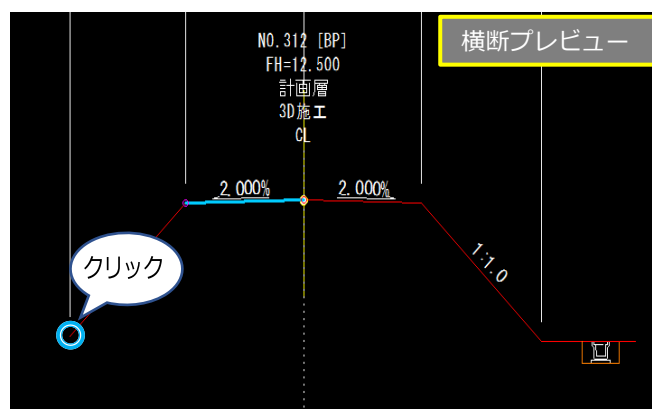 横断プレビュー
NO.312 [BP]
FH=12.500
計画層
3D施工
CL
2.000%
2.000%
1:1.0
クリック